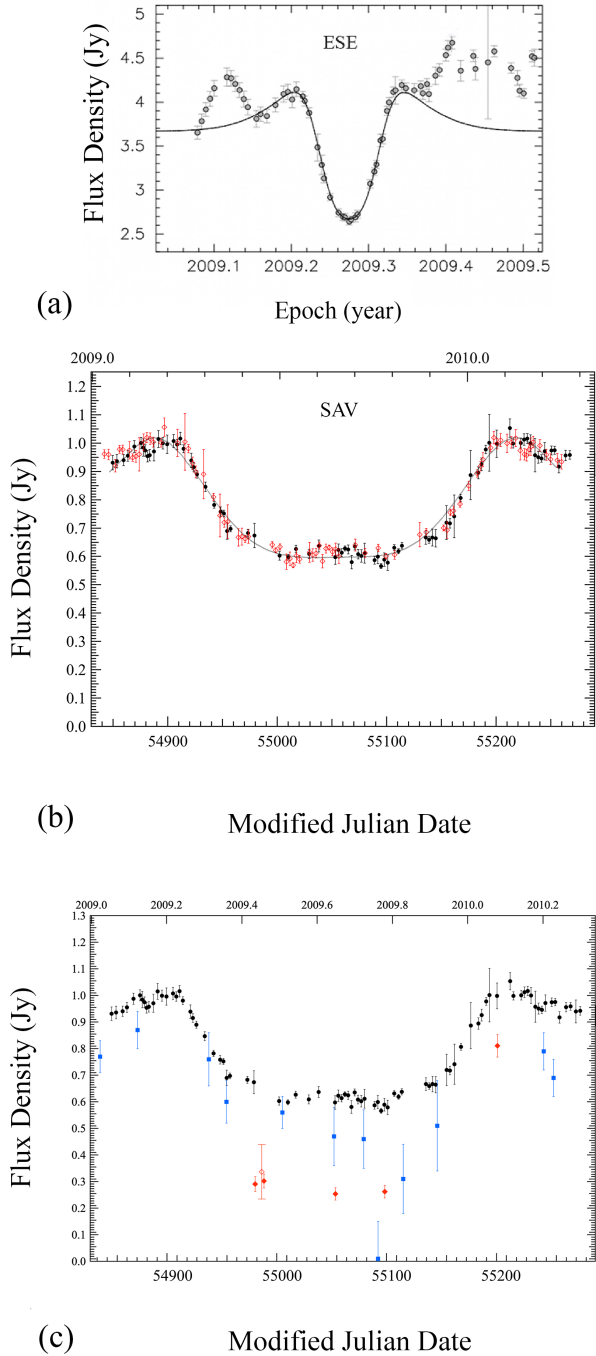 ESE
Flux Density (Jy)
5
4.5
4
3.5
3
2.5
2009.1 2009.2 2009.3 2009.4 2009.5
(a)
Epoch (year)
2009.0 2010.0
SAV
Flux Density (Jy)
1.2
1.1
1.0
0.9
0.8
0.7
0.6
0.5
0.4
0.3
0.2
0.1
0.0
54900 55000 55100 55200
(b)
Modified Julian Date
2009.0 2009.2 2009.4 2009.6 2009.8 2010.0 2010.2
Flux Density (Jy)
1.3
1.2
1.1
1.0
0.9
0.8
0.7
0.6
0.5
0.4
0.3
0.2
0.1
0.0
54900 55000 55100 55200
(c)
Modified Julian Date